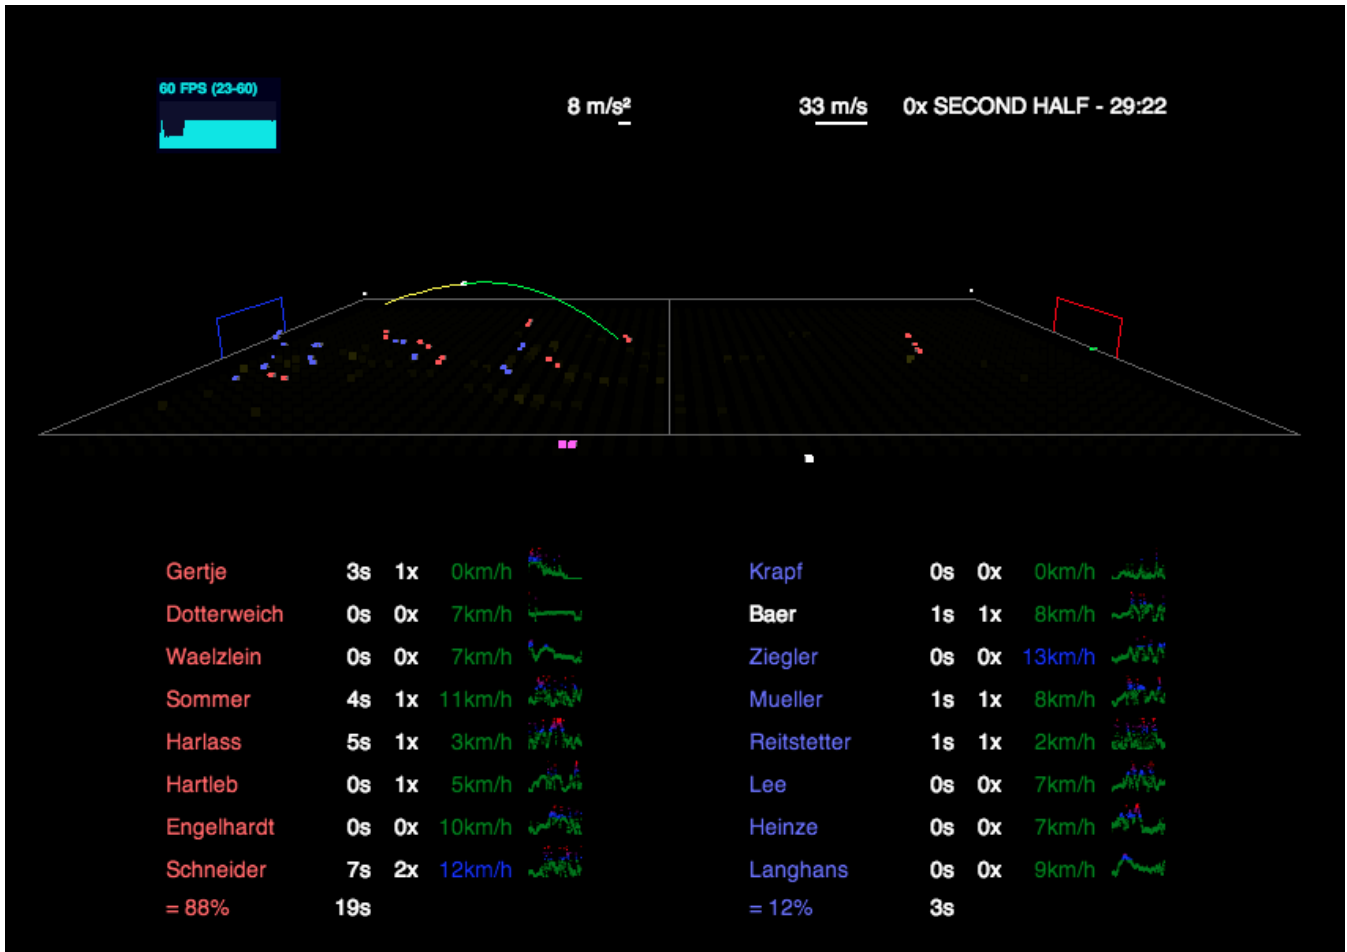 60 FPS (23-60)
8 m/s² 33 m/s 0x SECOND HALF - 29:22
Gertje 3s 1x 0km/h Krapf 0s 0x 0km/h
Dotterweich 0s 0x 7km/h Baer 1s 1x 8km/h
Waelzlein 0s 0x 7km/h Ziegler 0s 0x 13km/h
Sommer 4s 1x 11km/h Mueller 1s 1x 8km/h
Harlass 5s 1x 3km/h Reitstetter 1s 1x 2km/h
Hartleb 0s 1x 5km/h Lee 0s 0x 7km/h
Engelhardt 0s 0x 10km/h Heinze 0s 0x 7km/h
Schneider 7s 2x 12km/h Langhans 0s 0x 9km/h
= 88% 19s = 12% 3s